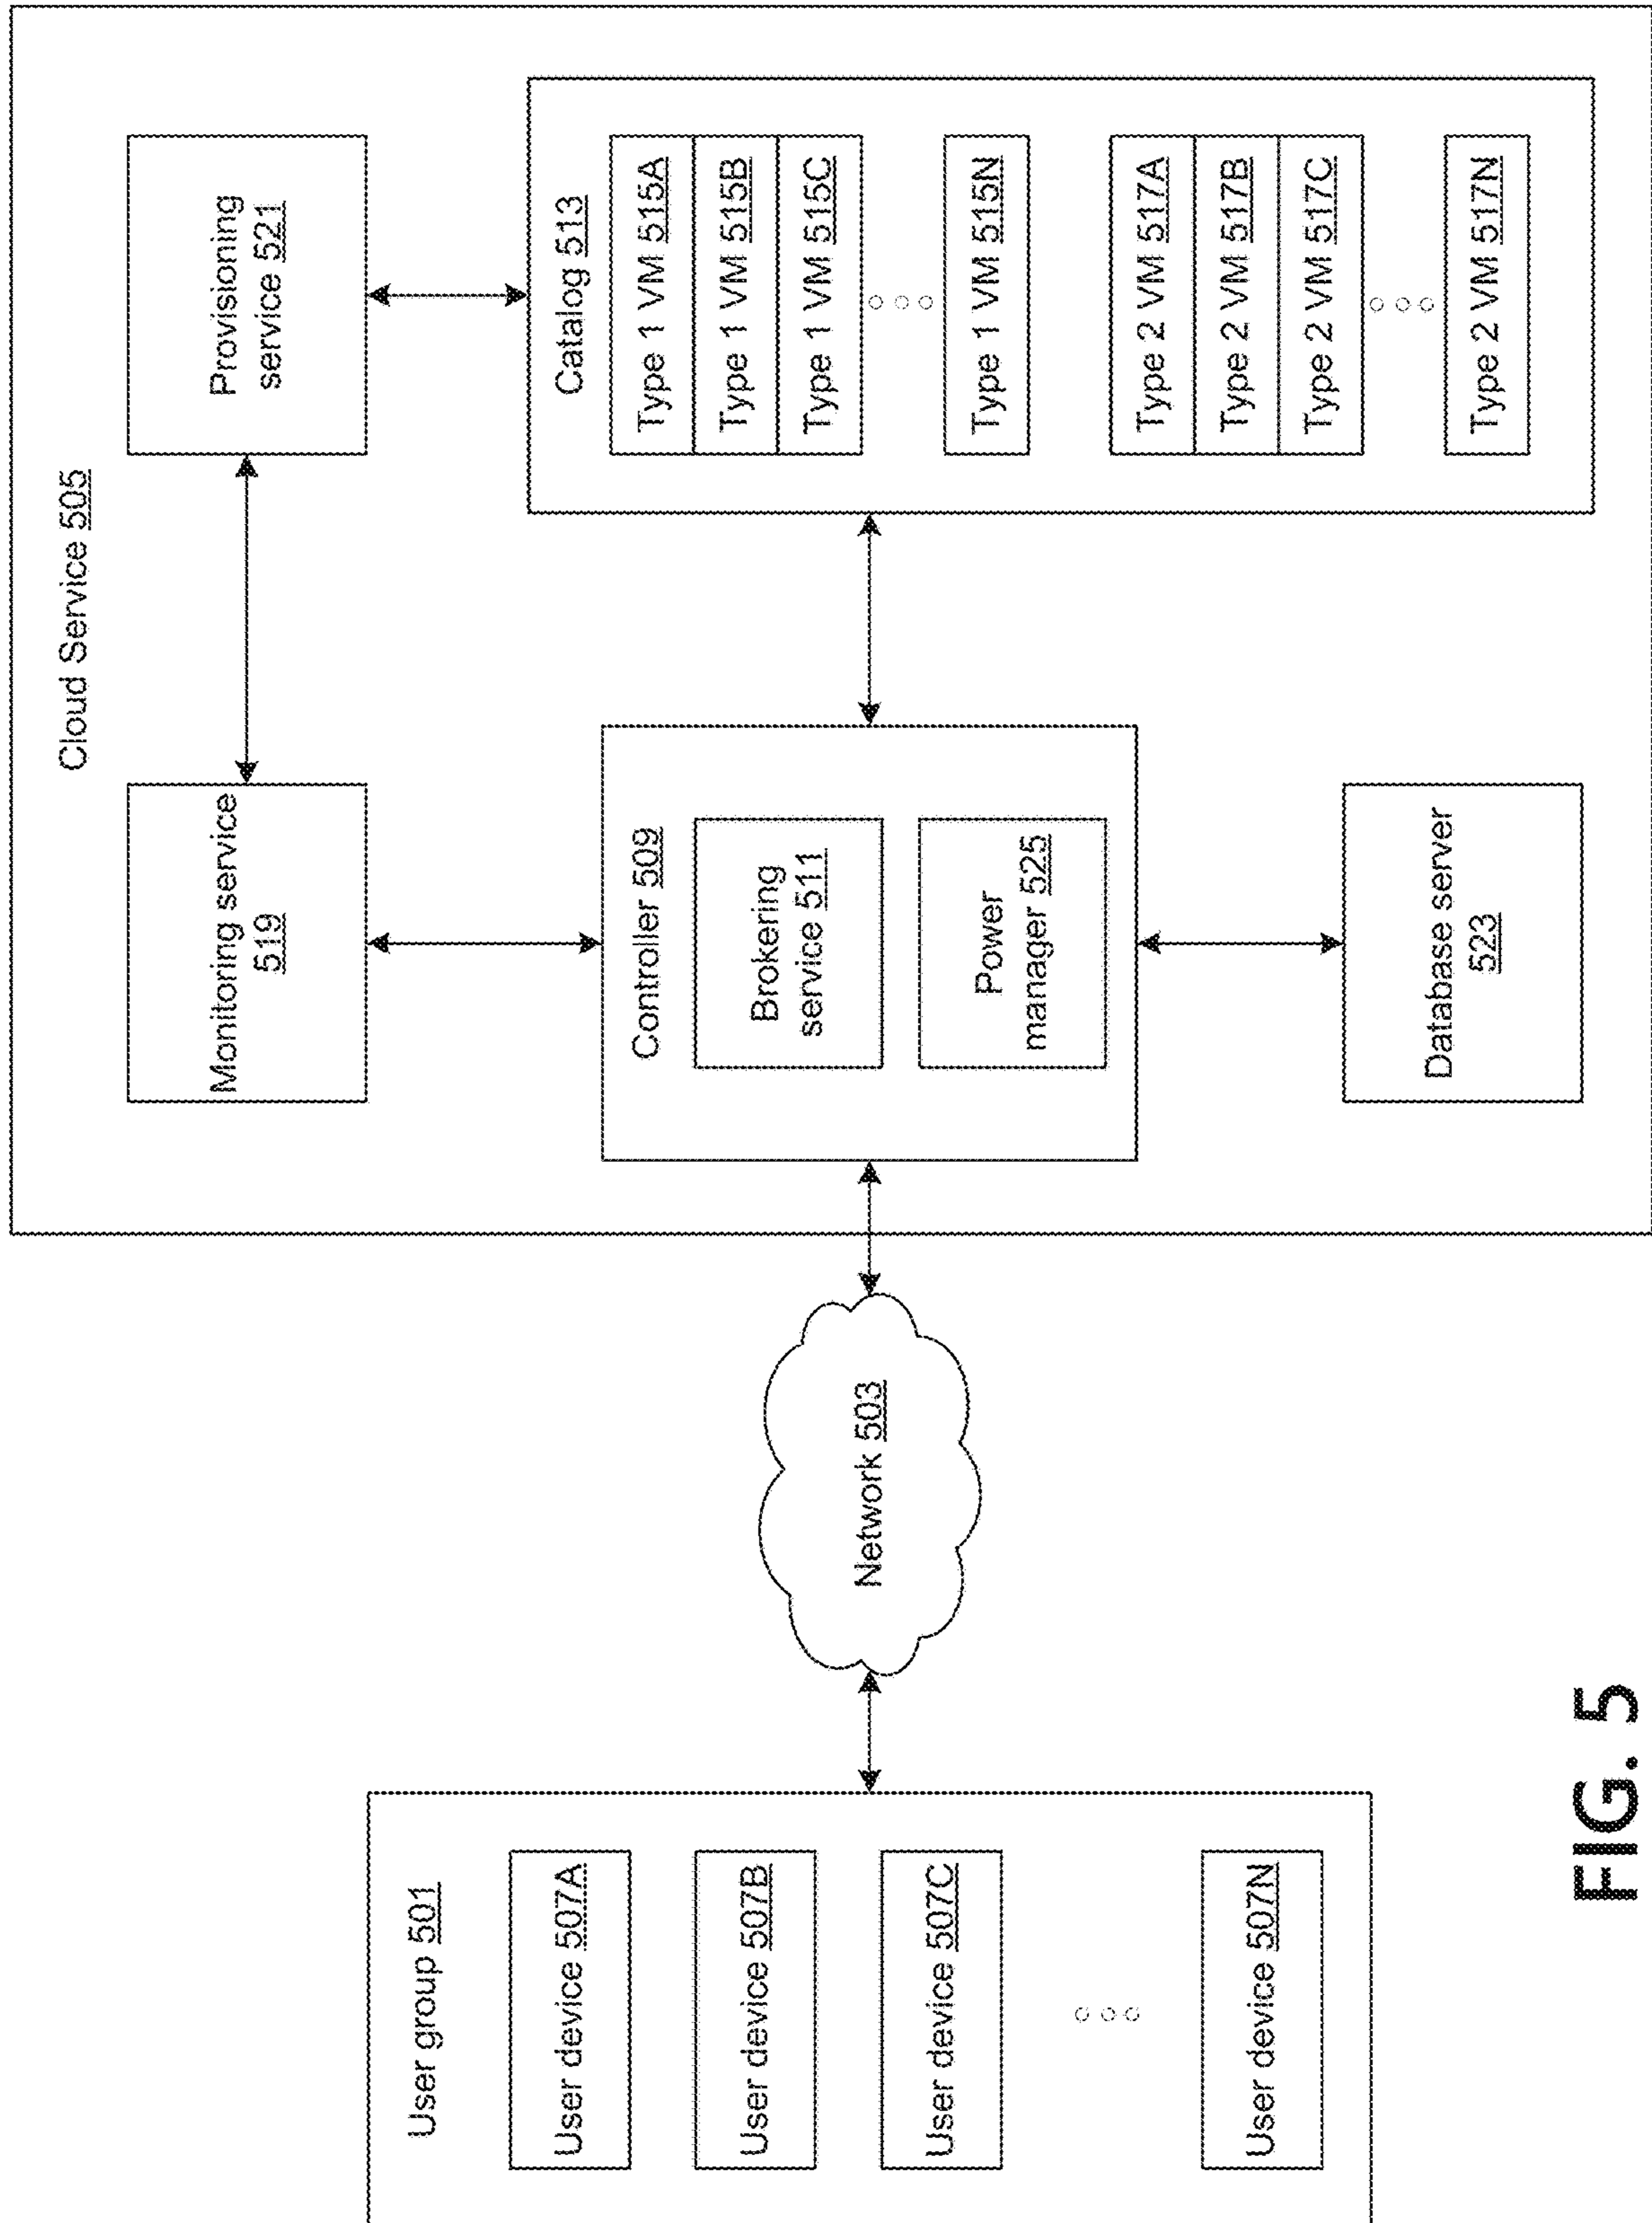 Cloud Service 505
User group 501
User device 507A
User device 507B
User device 507C
User device 507N
Network 503
Monitoring service
519
Controller 509
Brokering
service 511
Power
manager 525
Database server
523
Provisioning
service 521
Catalog 513
Type 1 VM 515A
Type 1 VM 515B
Type 1 VM 515C
Type 1 VM 515N
Type 2 VM 517A
Type 2 VM 517B
Type 2 VM 517C
Type 2 VM 517N
FIG. 5